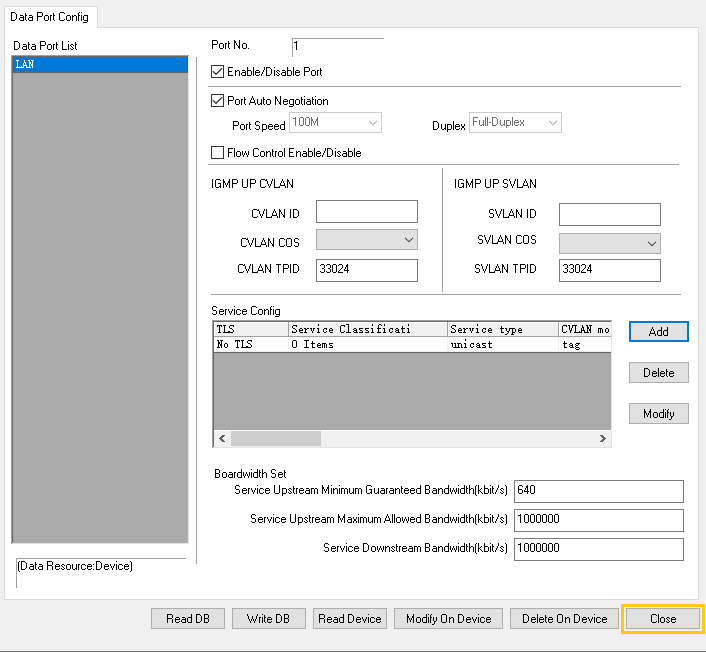 Data Port Config
Data Port List
LAN
(Data Resource:Device)
Port No. 1
Enable/Disable Port
Port Auto Negotiation
Port Speed 100M Duplex Full-Duplex
Flow Control Enable/Disable
IGMP UP CVLAN
CVLAN ID
CVLAN COS
CVLAN TPID 33024
IGMP UP SVLAN
SVLAN ID
SVLAN COS
SVLAN TPID 33024
Service Config
TLS Service Classificati Service type CVLAN mo
No TLS 0 Items unicast tag
Add
Delete
Modify
Boardwidth Set
Service Upstream Minimum Guaranteed Bandwidth(kbit/s) 640
Service Upstream Maximum Allowed Bandwidth(kbit/s) 1000000
Service Downstream Bandwidth(kbit/s) 1000000
Read DB Write DB Read Device Modify On Device Delete On Device Close